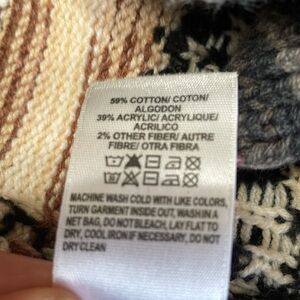 59% COTTON/ COTON/
ALGODON
39% ACRYLIC/ ACRYLIQUE/
ACRILICO
2% OTHER FIBER/ AUTRE
FIBRE/ OTRA FIBRA
MACHINE WASH COLD WITH LIKE COLORS,
TURN GARMENT INSIDE OUT, WASH IN A
NET BAG, DO NOT BLEACH, LAY FLAT TO
DRY, COOL IRON IF NECESSARY, DO NOT
DRY CLEAN